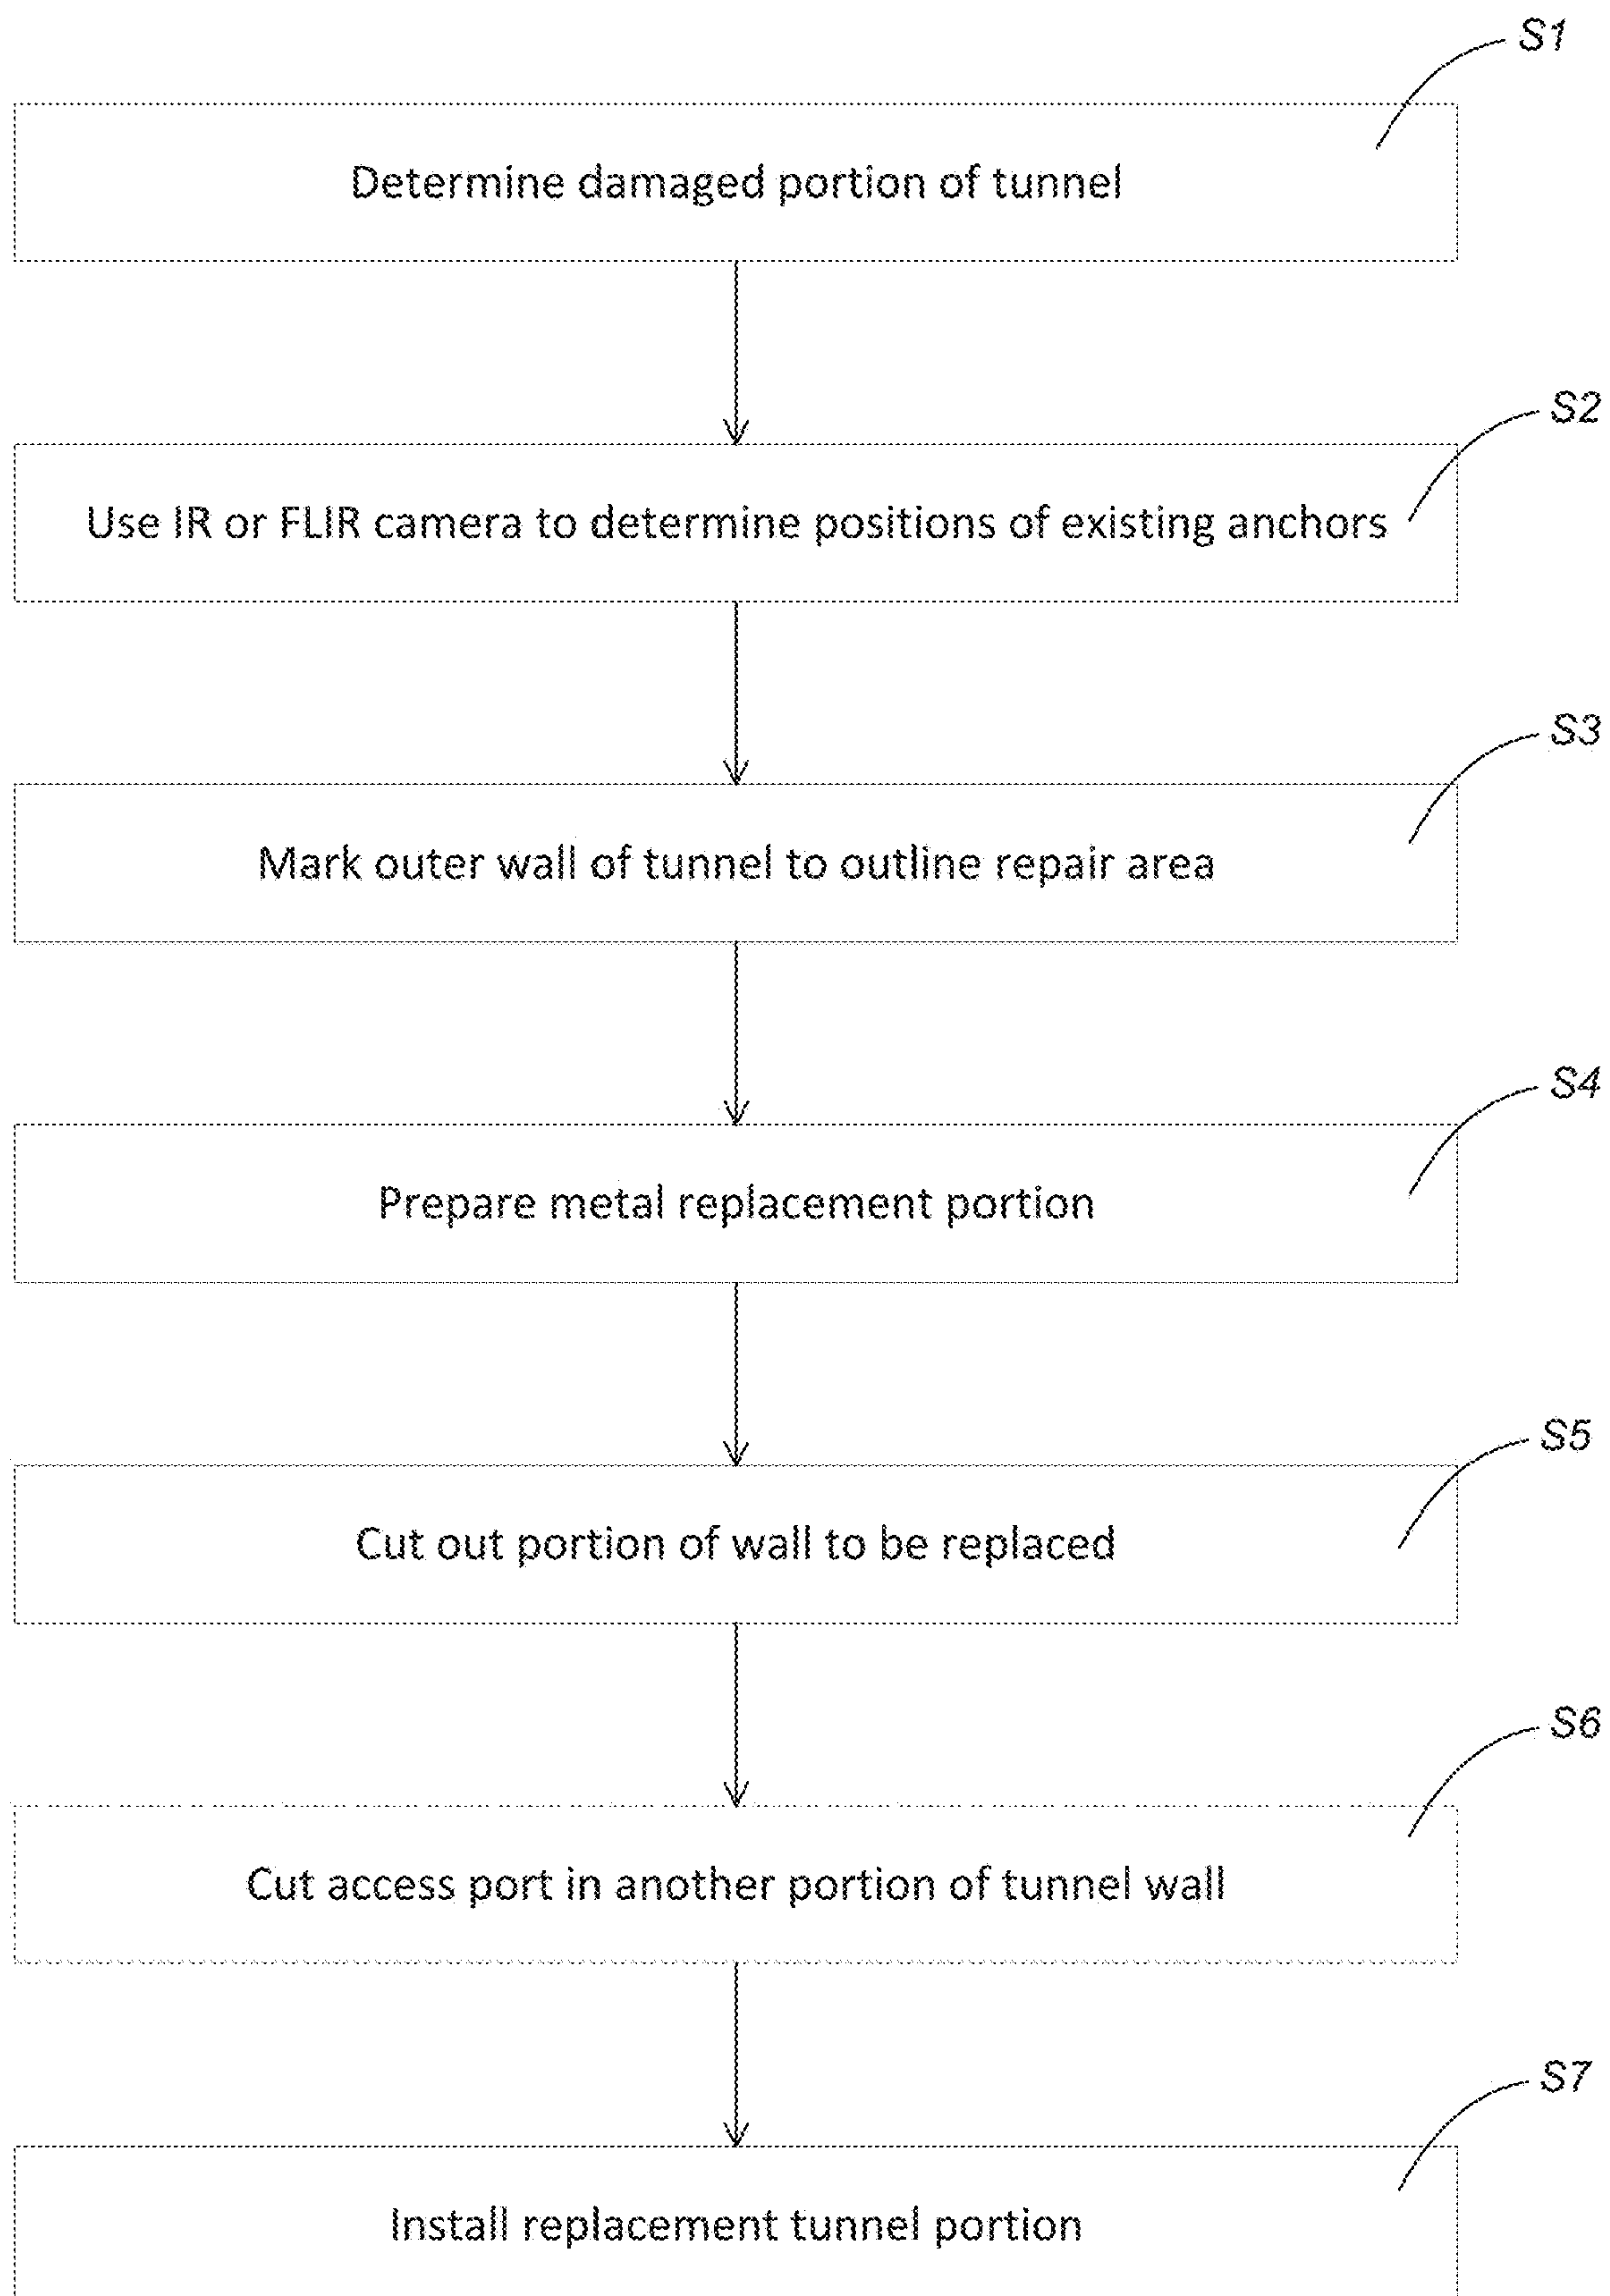 S1
Determine damaged portion of tunnel
S2
Use IR or FLIR camera to determine positions of existing anchors
S3
Mark outer wall of tunnel to outline repair area
S4
Prepare metal replacement portion
S5
Cut out portion of wall to be replaced
S6
Cut access port in another portion of tunnel wall
S7
Install replacement tunnel portion